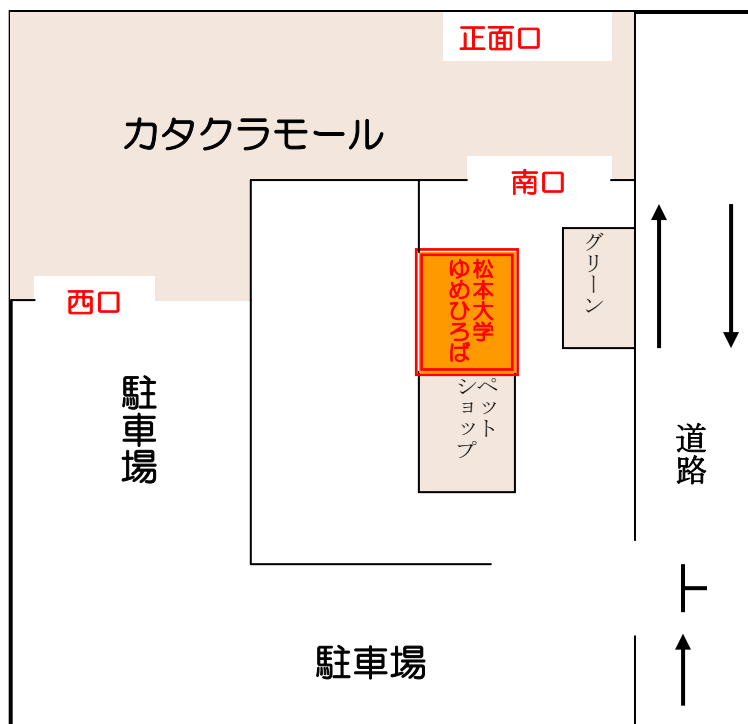 正面口
カタクラモール
南口
グリーン
松本大学
ゆめひろば
西口
ペット
ショップ
駐車場
道路
駐車場